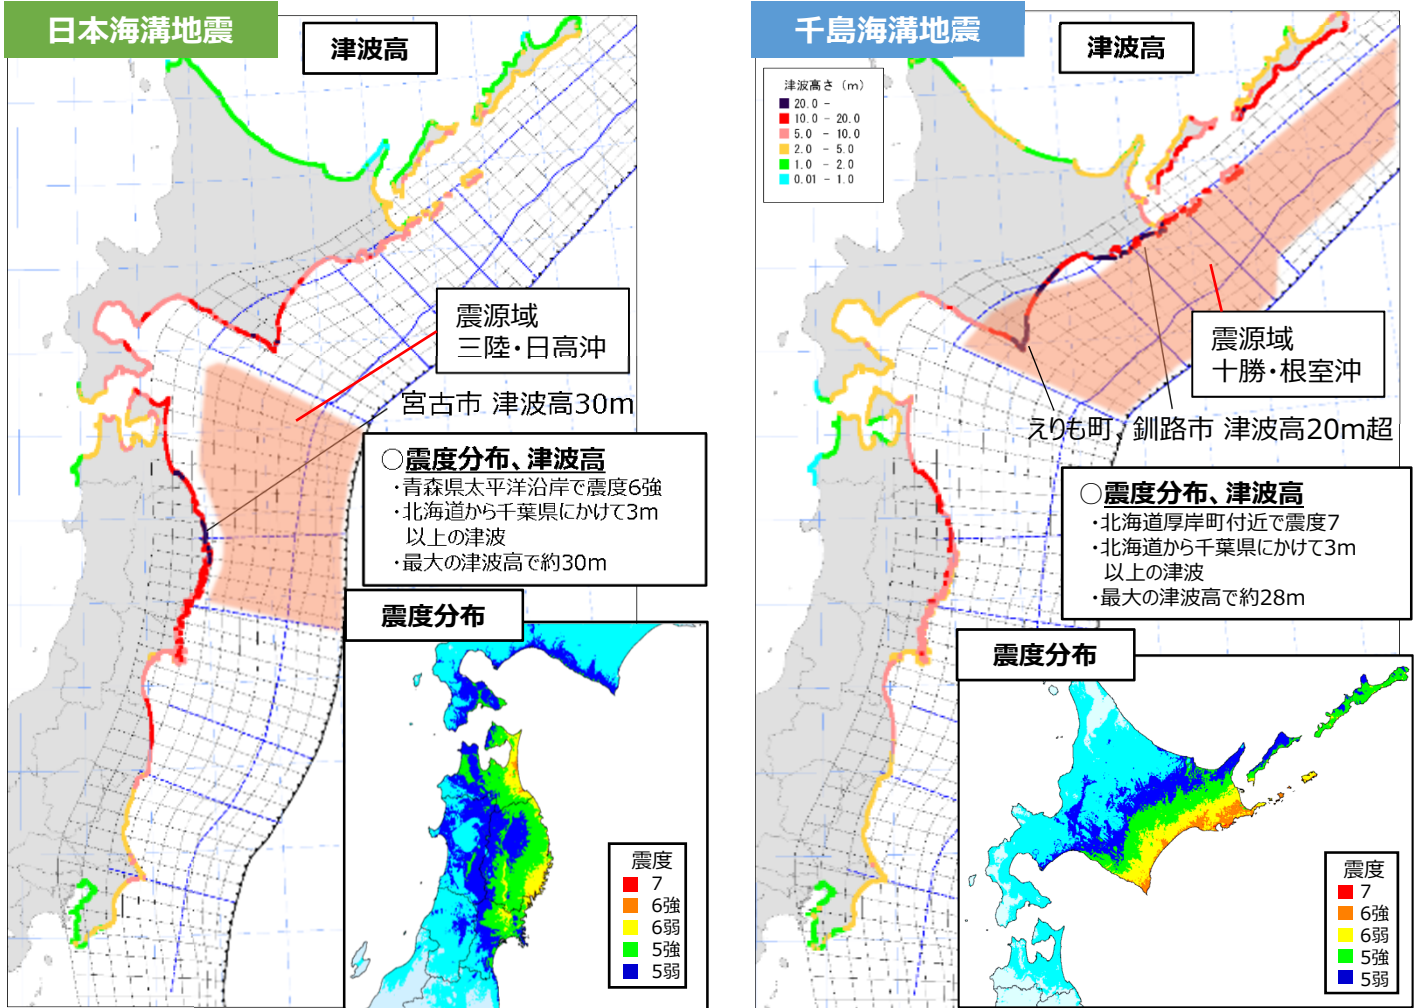 日本海溝地震
津波高
震源域
三陸・日高沖
宮古市 津波高30m
○震度分布、津波高
・青森県太平洋沿岸で震度6強
・北海道から千葉県にかけて3m
以上の津波
・最大の津波高で約30m
震度分布
震度
7
6強
6弱
5強
5弱
千島海溝地震
津波高
津波高さ (m)
20.0 -
10.0 - 20.0
5.0 - 10.0
2.0 - 5.0
1.0 - 2.0
0.01 - 1.0
震源域
十勝・根室沖
えりも町、釧路市 津波高20m超
○震度分布、津波高
・北海道厚岸町付近で震度7
・北海道から千葉県にかけて3m
以上の津波
・最大の津波高で約28m
震度分布
震度
7
6強
6弱
5強
5弱